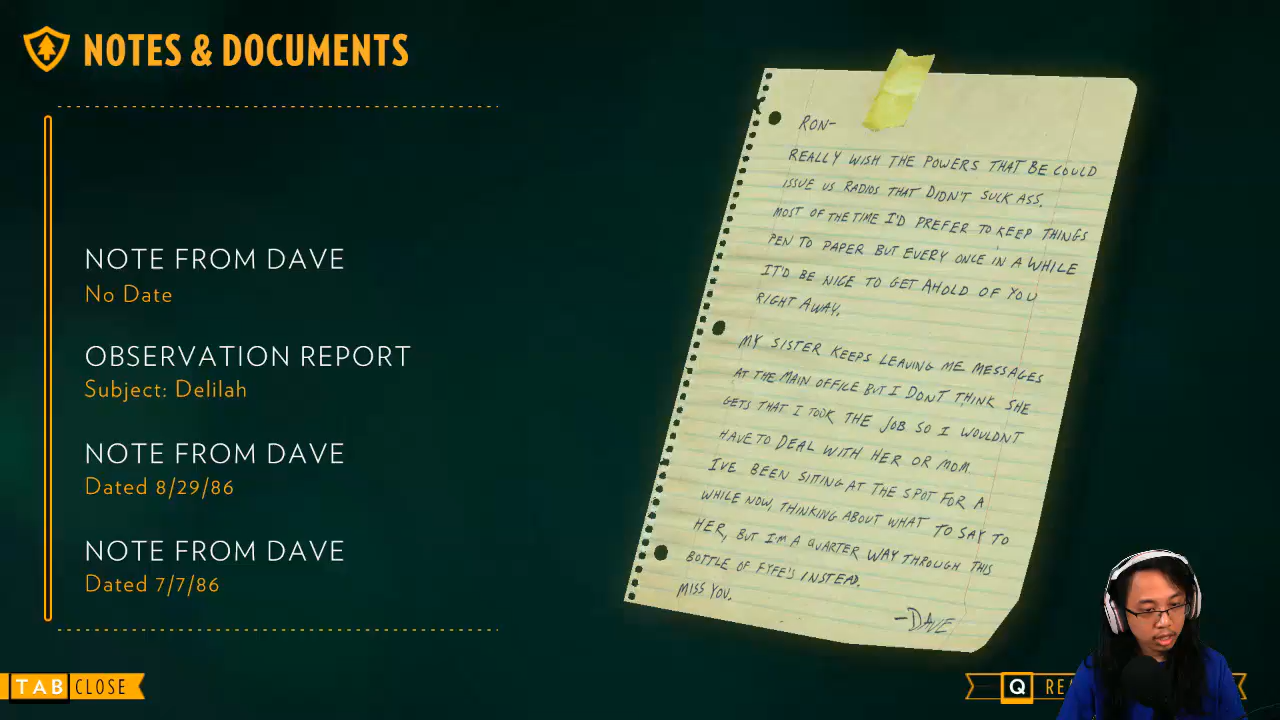 NOTES & DOCUMENTS
NOTE FROM DAVE
No Date
OBSERVATION REPORT
Subject: Delilah
NOTE FROM DAVE
Dated 8/29/86
NOTE FROM DAVE
Dated 7/7/86
TAB CLOSE
RON-
REALLY WISH THE POWERS THAT BE COULD
ISSUE US RADIOS THAT DIDN'T SUCK ASS.
MOST OF THE TIME I'D PREFER TO KEEP THINGS
PEN TO PAPER BUT EVERY ONCE IN A WHILE
IT'D BE NICE TO GET AHOLD OF YOU
RIGHT AWAY.
MY SISTER KEEPS LEAVING ME MESSAGES
AT THE MAIN OFFICE BUT I DON'T THINK SHE
GETS THAT I TOOK THE JOB SO I WOULDNT
HAVE TO DEAL WITH HER OR MOM.
I'VE BEEN SITTING AT THE SPOT FOR A
WHILE NOW, THINKING ABOUT WHAT TO SAY TO
HER, BUT I'M A QUARTER WAY THROUGH THIS
BOTTLE OF FYFE'S INSTEAD.
MISS YOU.
-DAVE
Q